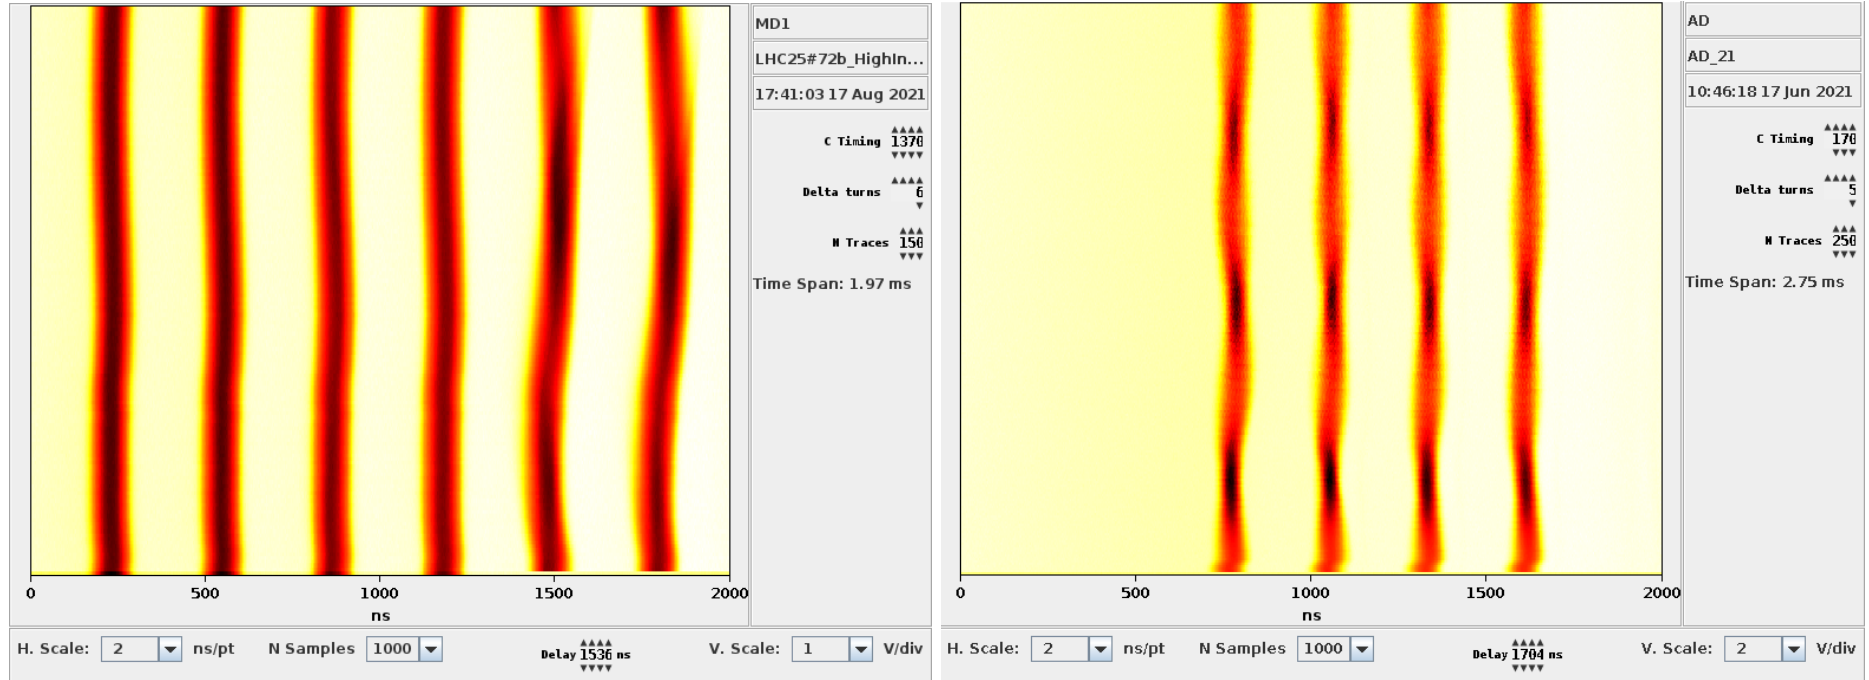 MD1
LHC25#72b_HighIn...
17:41:03 17 Aug 2021
C Timing 1370
Delta turns 6
N Traces 150
Time Span: 1.97 ms
0 500 1000 1500 2000
ns
H. Scale: 2 ns/pt N Samples 1000 Delay 1536 ns V. Scale: 1 V/div
AD
AD_21
10:46:18 17 Jun 2021
C Timing 170
Delta turns 5
N Traces 250
Time Span: 2.75 ms
0 500 1000 1500 2000
ns
H. Scale: 2 ns/pt N Samples 1000 Delay 1704 ns V. Scale: 2 V/div